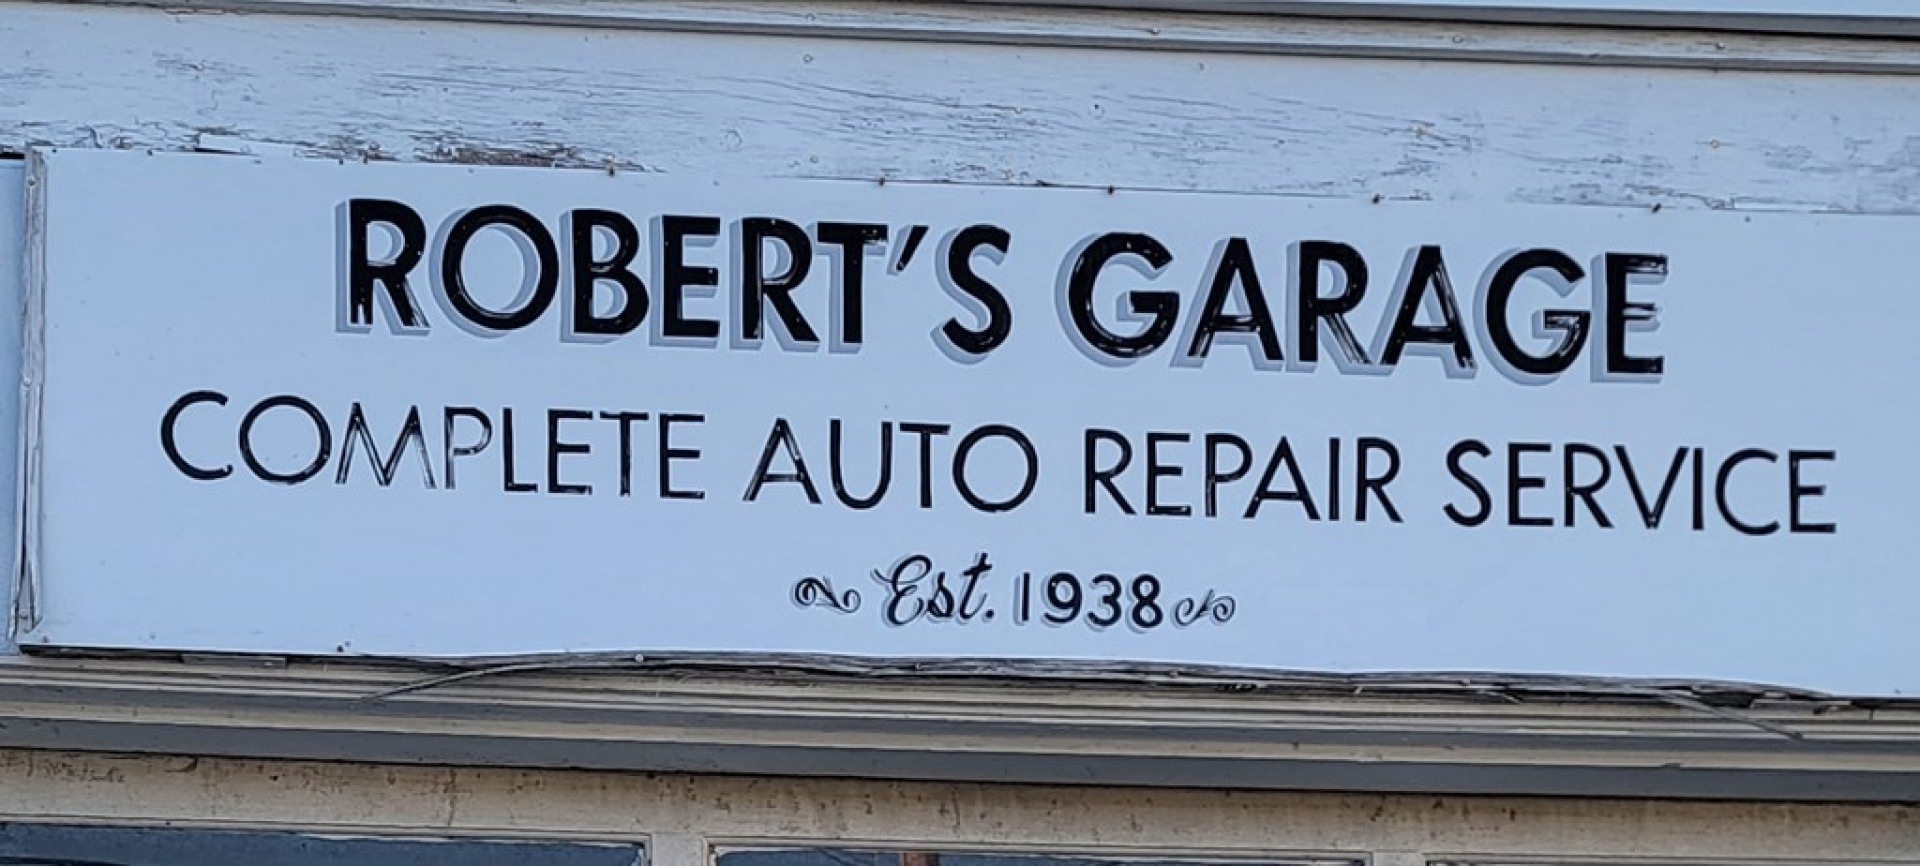 ROBERT'S GARAGE
COMPLETE AUTO REPAIR SERVICE
Est. 1938